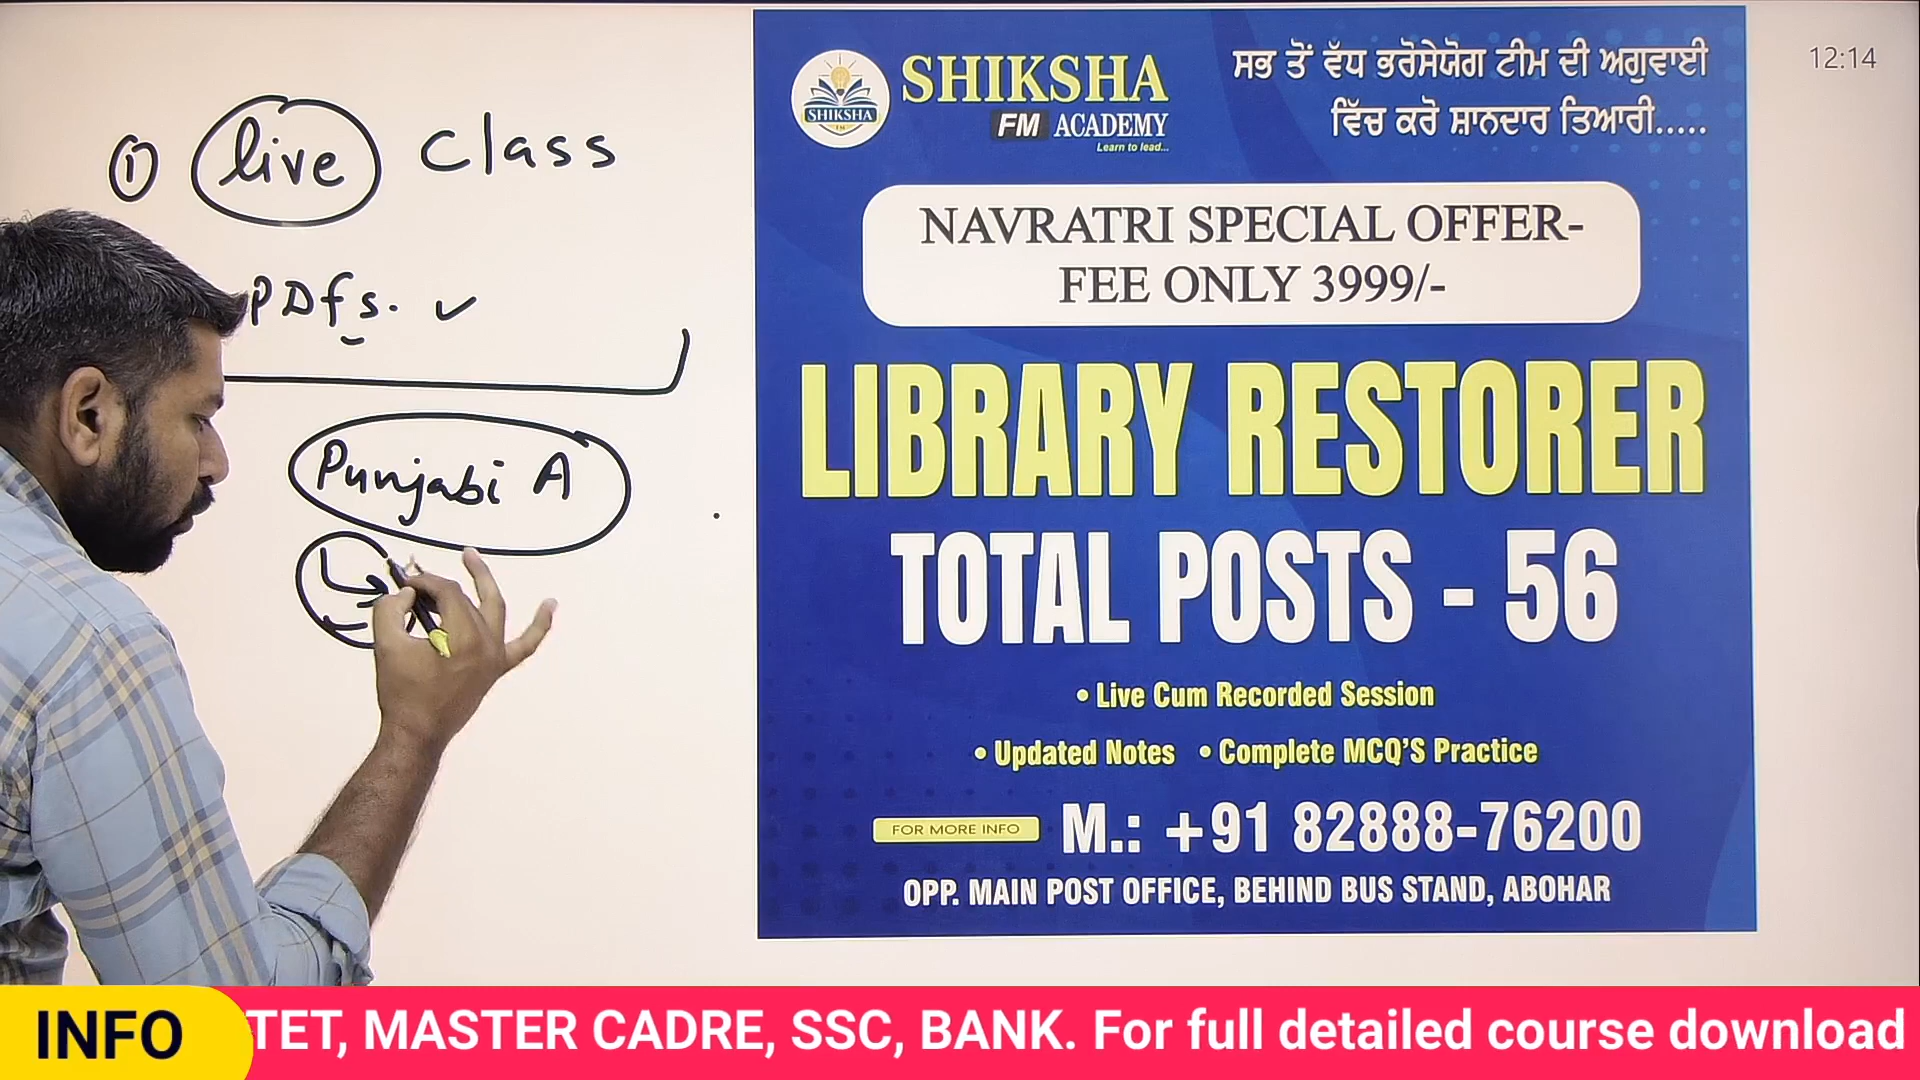 ① live class
PDfs. ✓
Punjabi A
SHIKSHA
SHIKSHA
FM ACADEMY
Learn to lead...
ਸਭ ਤੋਂ ਵੱਧ ਭਰੋਸੇਯੋਗ ਟੀਮ ਦੀ ਅਗੁਵਾਈ
ਵਿੱਚ ਕਰੋ ਸ਼ਾਨਦਾਰ ਤਿਆਰੀ.....
12:14
NAVRATRI SPECIAL OFFER-
FEE ONLY 3999/-
LIBRARY RESTORER
TOTAL POSTS - 56
• Live Cum Recorded Session
• Updated Notes • Complete MCQ'S Practice
FOR MORE INFO M.: +91 82888-76200
OPP. MAIN POST OFFICE, BEHIND BUS STAND, ABOHAR
INFO TET, MASTER CADRE, SSC, BANK. For full detailed course download